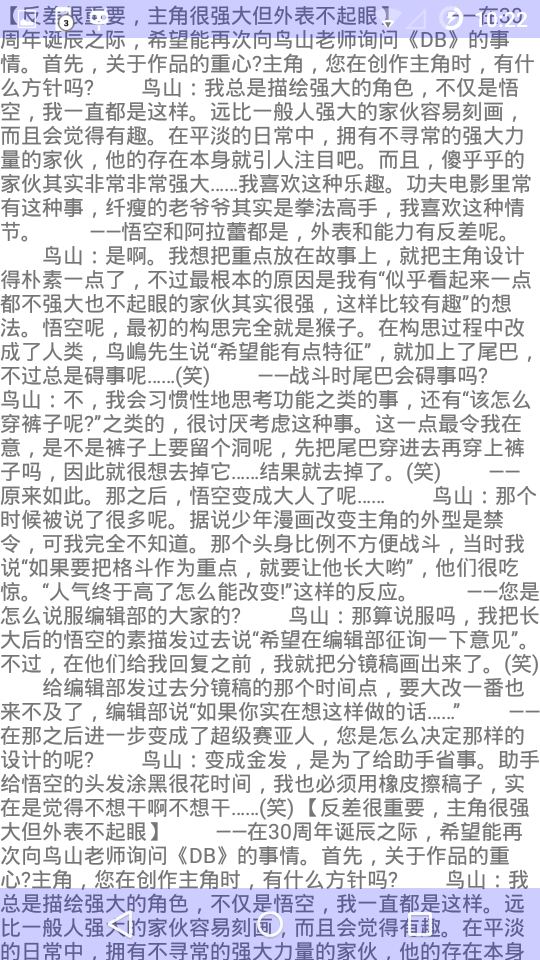 【反差很重要，主角很强大但外表不起眼】 ——在30
周年诞辰之际，希望能再次向鸟山老师询问《DB》的事
情。首先，关于作品的重心?主角，您在创作主角时，有什
么方针吗? 鸟山：我总是描绘强大的角色，不仅是悟
空，我一直都是这样。远比一般人强大的家伙容易刻画，
而且会觉得有趣。在平淡的日常中，拥有不寻常的强大力
量的家伙，他的存在本身就引人注目吧。而且，傻乎乎的
家伙其实非常非常强大……我喜欢这种乐趣。功夫电影里常
有这种事，纤瘦的老爷爷其实是拳法高手，我喜欢这种情
节。 ——悟空和阿拉蕾都是，外表和能力有反差呢。
鸟山：是啊。我想把重点放在故事上，就把主角设计
得朴素一点了，不过最根本的原因是我有“似乎看起来一点
都不强大也不起眼的家伙其实很强，这样比较有趣”的想
法。悟空呢，最初的构思完全就是猴子。在构思过程中改
成了人类，鸟嶋先生说“希望能有点特征”，就加上了尾巴，
不过总是碍事呢……(笑) ——战斗时尾巴会碍事吗?
鸟山：不，我会习惯性地思考功能之类的事，还有“该怎么
穿裤子呢?”之类的，很讨厌考虑这种事。这一点最令我在
意，是不是裤子上要留个洞呢，先把尾巴穿进去再穿上裤
子吗，因此就很想去掉它……结果就去掉了。(笑) ——
原来如此。那之后，悟空变成大人了呢…… 鸟山：那个
时候被说了很多呢。据说少年漫画改变主角的外型是禁
令，可我完全不知道。那个头身比例不方便战斗，当时我
说“如果要把格斗作为重点，就要让他长大哟”，他们很吃
惊。“人气终于高了怎么能改变!”这样的反应。 ——您是
怎么说服编辑部的大家的? 鸟山：那算说服吗，我把长
大后的悟空的素描发过去说“希望在编辑部征询一下意见”。
不过，在他们给我回复之前，我就把分镜稿画出来了。(笑)
给编辑部发过去分镜稿的那个时间点，要大改一番也
来不及了，编辑部说“如果你实在想这样做的话……” ——
在那之后进一步变成了超级赛亚人，您是怎么决定那样的
设计的呢? 鸟山：变成金发，是为了给助手省事。助手
给悟空的头发涂黑很花时间，我也必须用橡皮擦稿子，实
在是觉得不想干啊不想干……(笑)【反差很重要，主角很强
大但外表不起眼】 ——在30周年诞辰之际，希望能再
次向鸟山老师询问《DB》的事情。首先，关于作品的重
心?主角，您在创作主角时，有什么方针吗? 鸟山：我
总是描绘强大的角色，不仅是悟空，我一直都是这样。远
比一般人强大的家伙容易刻画，而且会觉得有趣。在平淡
的日常中，拥有不寻常的强大力量的家伙，他的存在本身